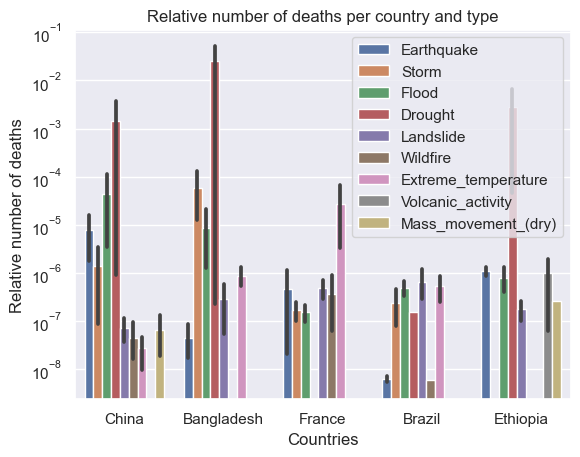 Relative number of deaths per country and type
Relative number of deaths
10⁻¹
10⁻²
10⁻³
10⁻⁴
10⁻⁵
10⁻⁶
10⁻⁷
10⁻⁸
Earthquake
Storm
Flood
Drought
Landslide
Wildfire
Extreme_temperature
Volcanic_activity
Mass_movement_(dry)
China Bangladesh France Brazil Ethiopia
Countries